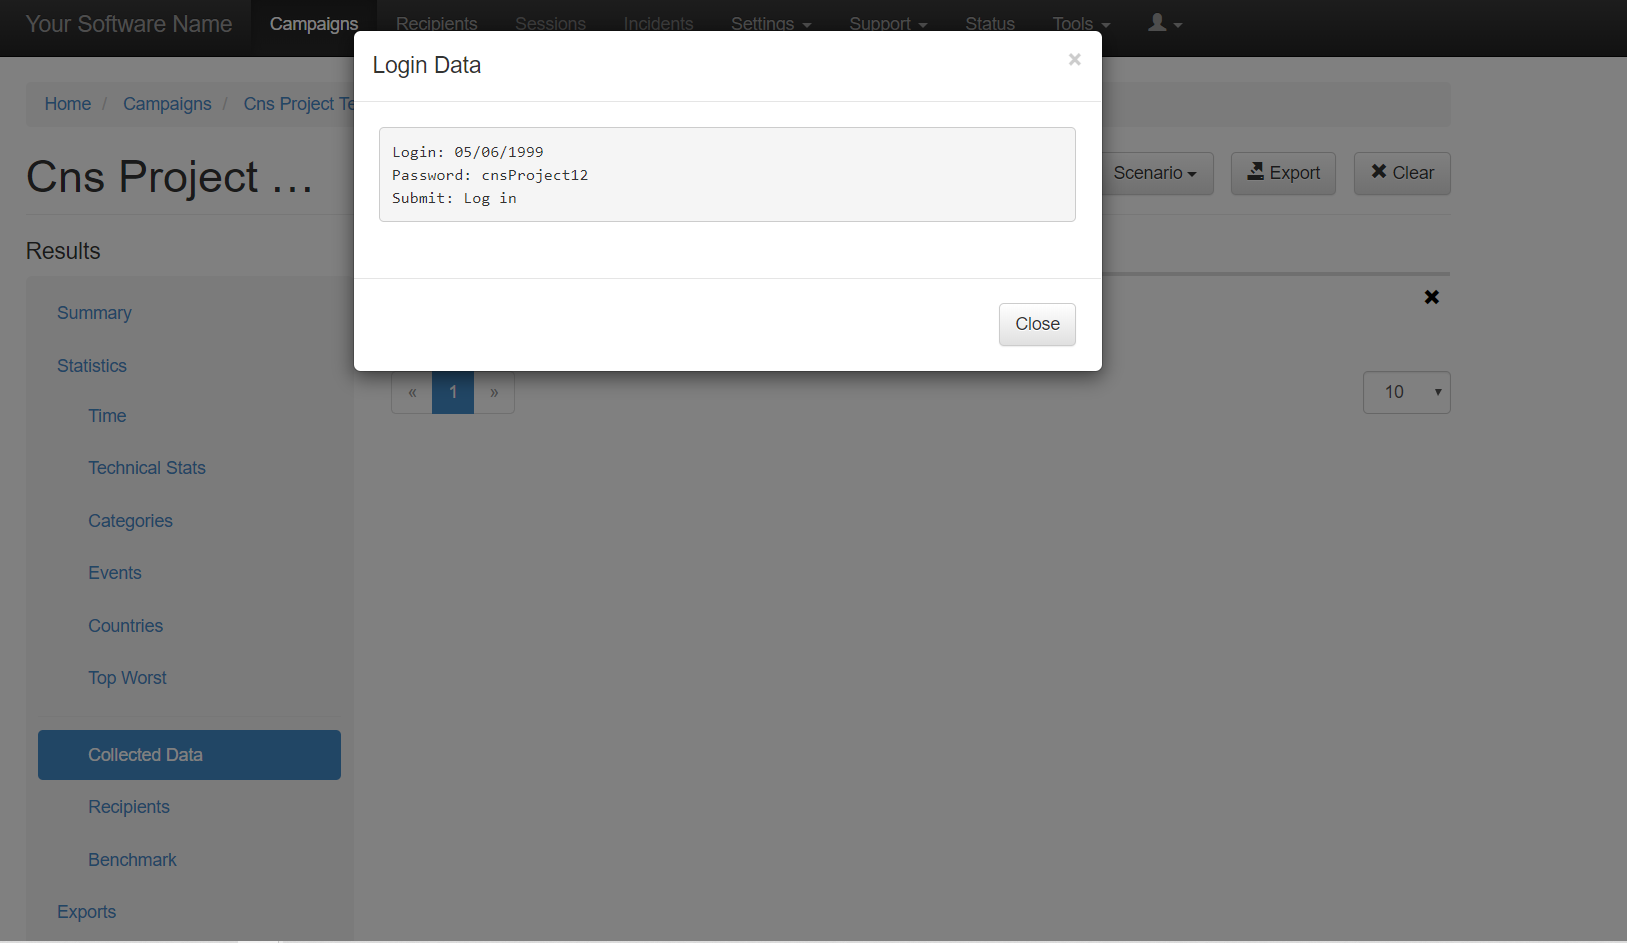 Your Software Name Campaigns Recipients Sessions Incidents Settings Support Status Tools
Login Data ×
Home / Campaigns / Cns Project Te
Login: 05/06/1999
Password: cnsProject12
Submit: Log in
Cns Project ...
Scenario Export Clear
Results
Summary
Close
Statistics
« 1 » 10
Time
Technical Stats
Categories
Events
Countries
Top Worst
Collected Data
Recipients
Benchmark
Exports